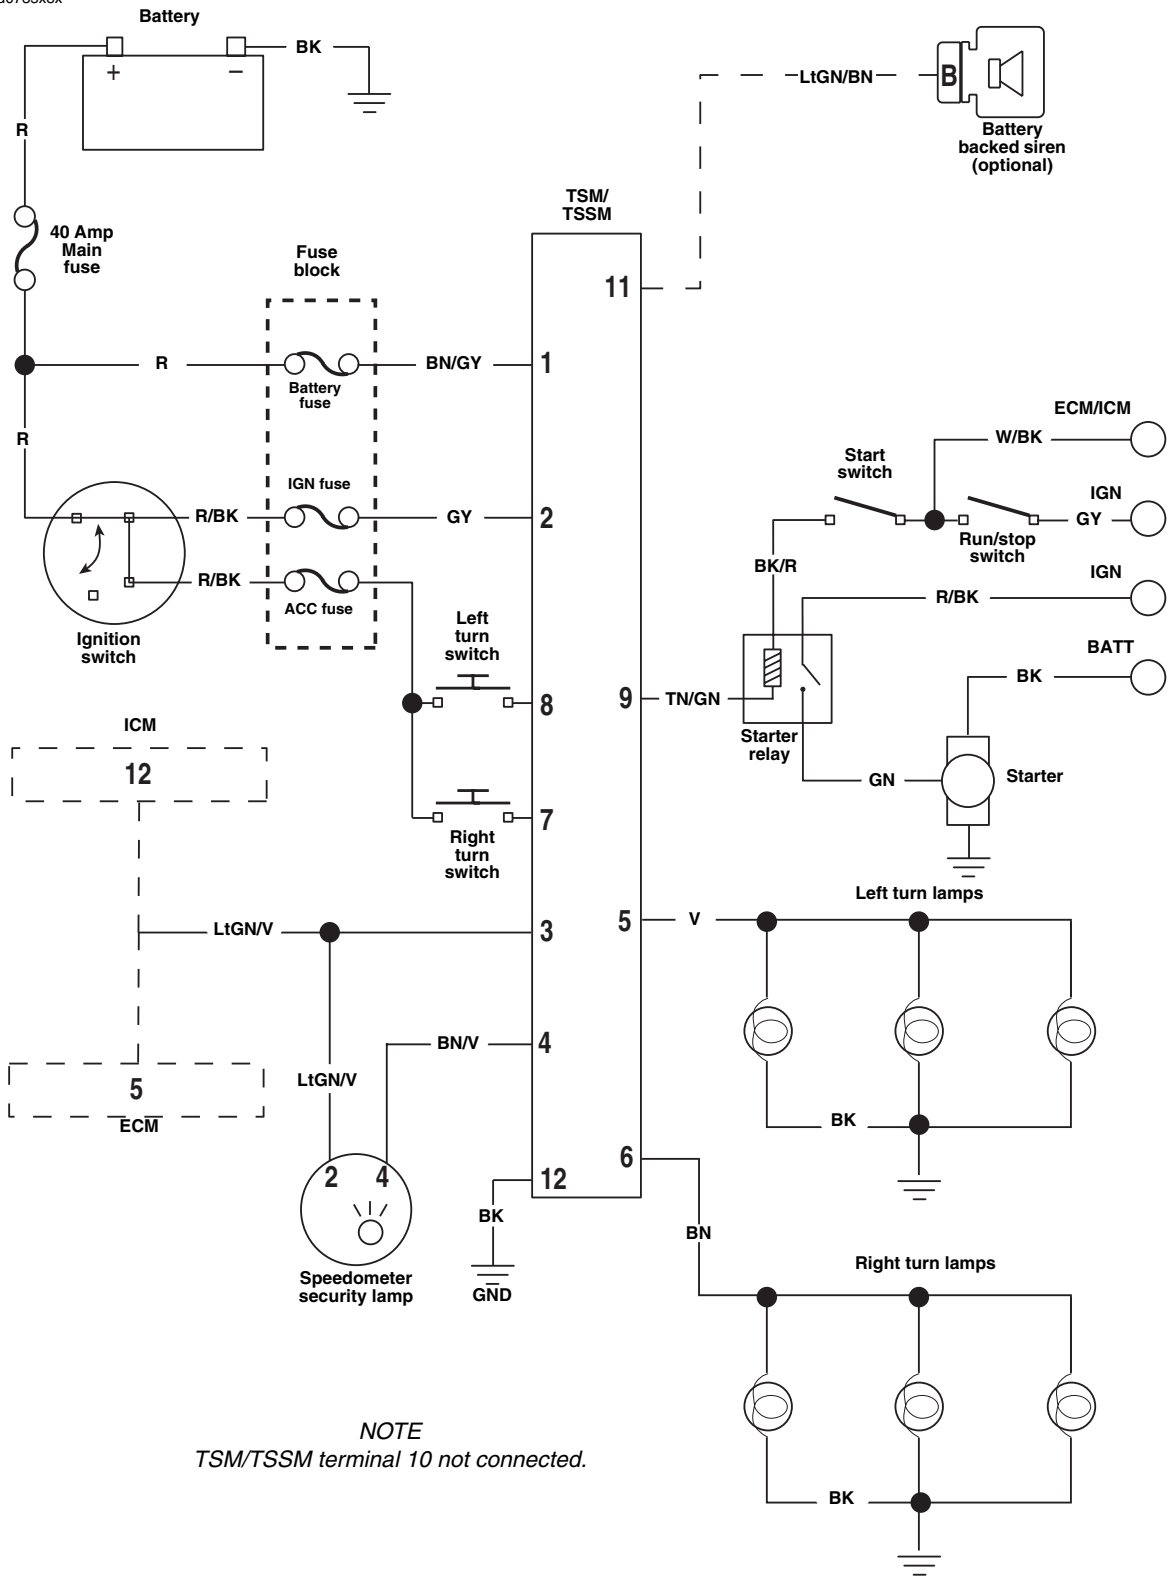 Battery
+
−
BK
R
LtGN/BN
B
Battery
backed siren
(optional)
TSM/
TSSM
40 Amp
Main
fuse
Fuse
block
11
R
Battery
fuse
BN/GY
1
R
ECM/ICM
W/BK
Start
switch
IGN fuse
R/BK
GY
2
IGN
GY
Run/stop
switch
BK/R
R/BK
ACC fuse
IGN
R/BK
Ignition
switch
Left
turn
switch
8
9
TN/GN
BATT
BK
Starter
relay
GN
Starter
ICM
12
7
Right
turn
switch
Left turn lamps
LtGN/V
3
5
V
BN/V
4
LtGN/V
5
ECM
BK
2
4
12
6
BK
GND
BN
Speedometer
security lamp
Right turn lamps
NOTE
TSM/TSSM terminal 10 not connected.
BK